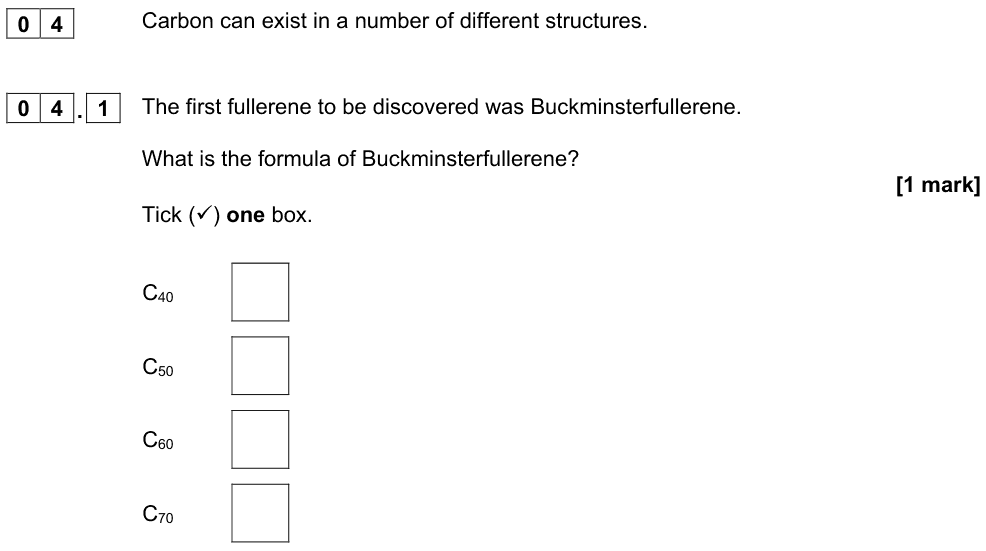 0 4 Carbon can exist in a number of different structures.
0 4 . 1 The first fullerene to be discovered was Buckminsterfullerene.
What is the formula of Buckminsterfullerene?
[1 mark]
Tick (✓) one box.
C₄₀
C₅₀
C₆₀
C₇₀